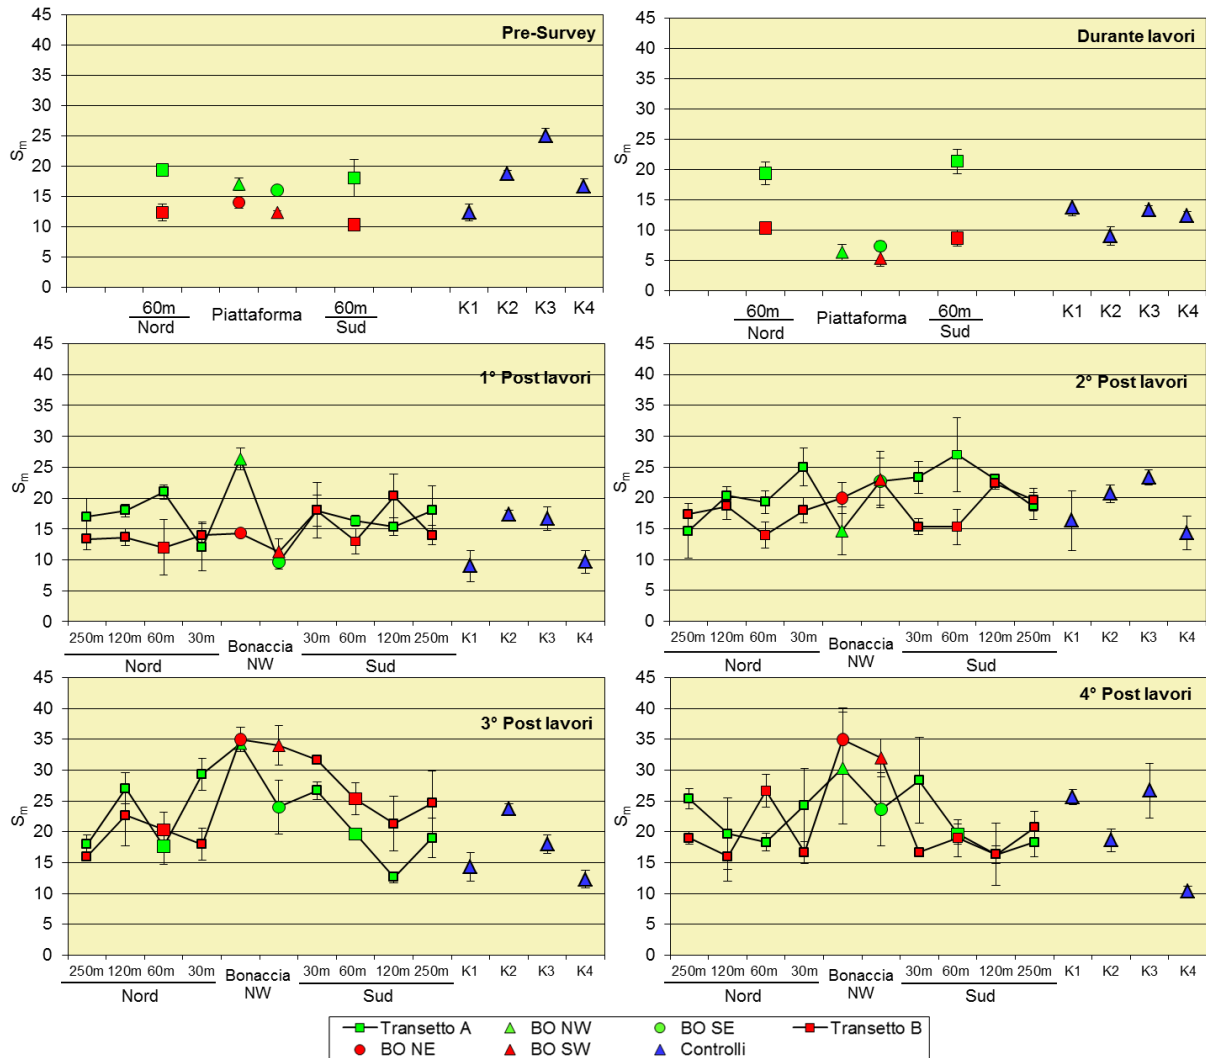 Pre-Survey
45
40
35
30
25
20
15
10
5
0
Sm
60m 60m K1 K2 K3 K4
Nord Piattaforma Sud
Durante lavori
45
40
35
30
25
20
15
10
5
0
Sm
60m 60m K1 K2 K3 K4
Nord Piattaforma Sud
1° Post lavori
45
40
35
30
25
20
15
10
5
0
Sm
250m 120m 60m 30m Bonaccia 30m 60m 120m 250m K1 K2 K3 K4
NW
Nord Sud
2° Post lavori
45
40
35
30
25
20
15
10
5
0
Sm
250m 120m 60m 30m Bonaccia 30m 60m 120m 250m K1 K2 K3 K4
NW
Nord Sud
3° Post lavori
45
40
35
30
25
20
15
10
5
0
Sm
250m 120m 60m 30m Bonaccia 30m 60m 120m 250m K1 K2 K3 K4
NW
Nord Sud
4° Post lavori
45
40
35
30
25
20
15
10
5
0
Sm
250m 120m 60m 30m Bonaccia 30m 60m 120m 250m K1 K2 K3 K4
NW
Nord Sud
Transetto A BO NW BO SE Transetto B
BO NE BO SW Controlli